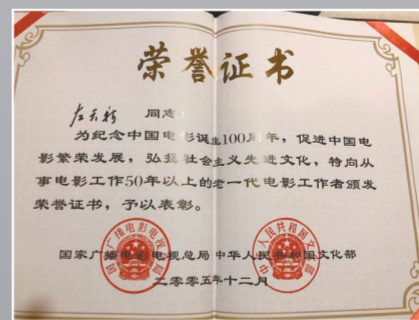 荣誉证书
同志：
为纪念中国电影诞生100周年，促进中国电
影繁荣发展，弘扬社会主义先进文化，特向从
事电影工作50年以上的老一代电影工作者颁发
荣誉证书，予以表彰。
国家广播电影电视总局 中华人民共和国文化部
二〇〇五年十二月